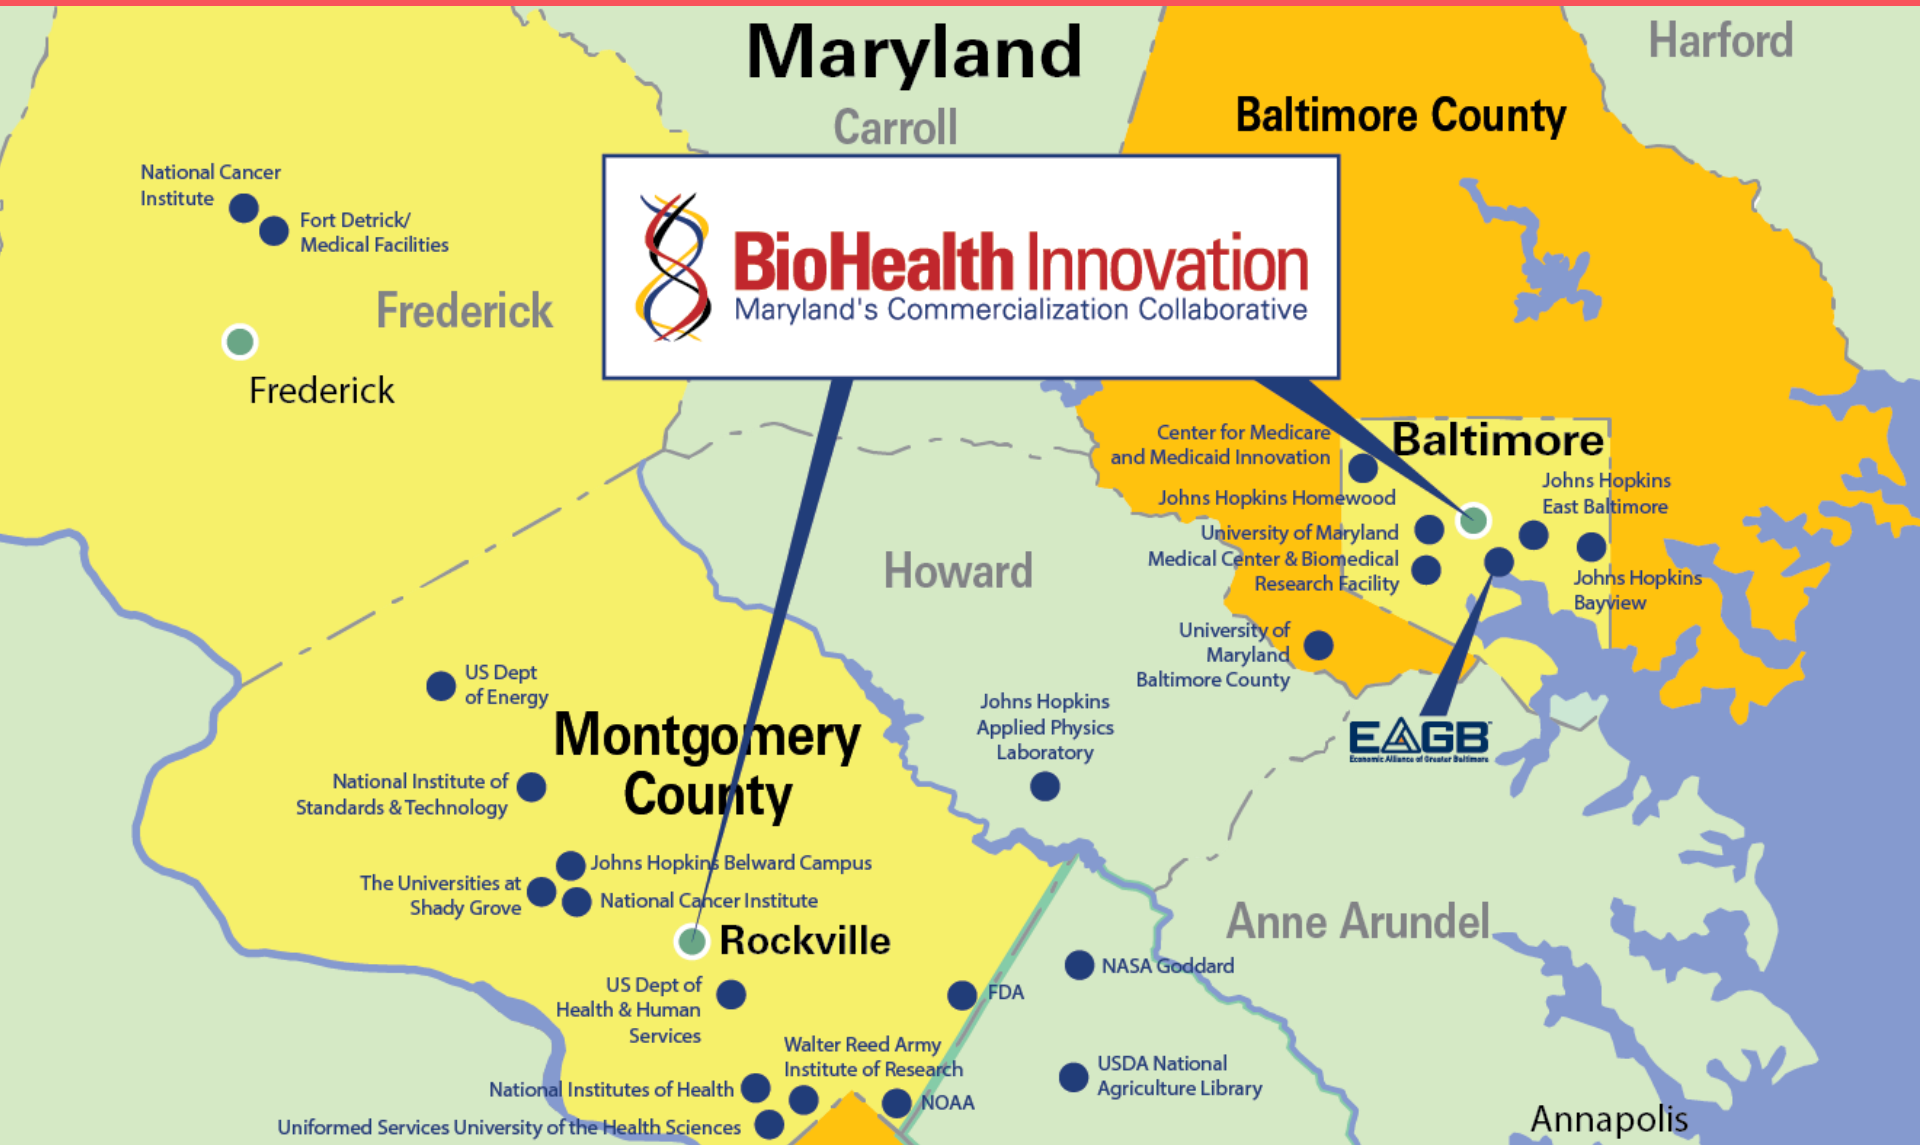 Maryland
Harford
Carroll
Baltimore County
National Cancer
Institute
Fort Detrick/
Medical Facilities
Frederick
Frederick
BioHealth Innovation
Maryland's Commercialization Collaborative
Center for Medicare
and Medicaid Innovation
Baltimore
Johns Hopkins
East Baltimore
Johns Hopkins Homewood
University of Maryland
Medical Center & Biomedical
Research Facility
Johns Hopkins
Bayview
Howard
University of
Maryland
Baltimore County
US Dept
of Energy
Montgomery
County
Johns Hopkins
Applied Physics
Laboratory
EAGB
Economic Alliance of Greater Baltimore
National Institute of
Standards & Technology
Johns Hopkins Belward Campus
The Universities at
Shady Grove
National Cancer Institute
Rockville
Anne Arundel
NASA Goddard
US Dept of
Health & Human
Services
FDA
Walter Reed Army
Institute of Research
USDA National
Agriculture Library
National Institutes of Health
NOAA
Uniformed Services University of the Health Sciences
Annapolis